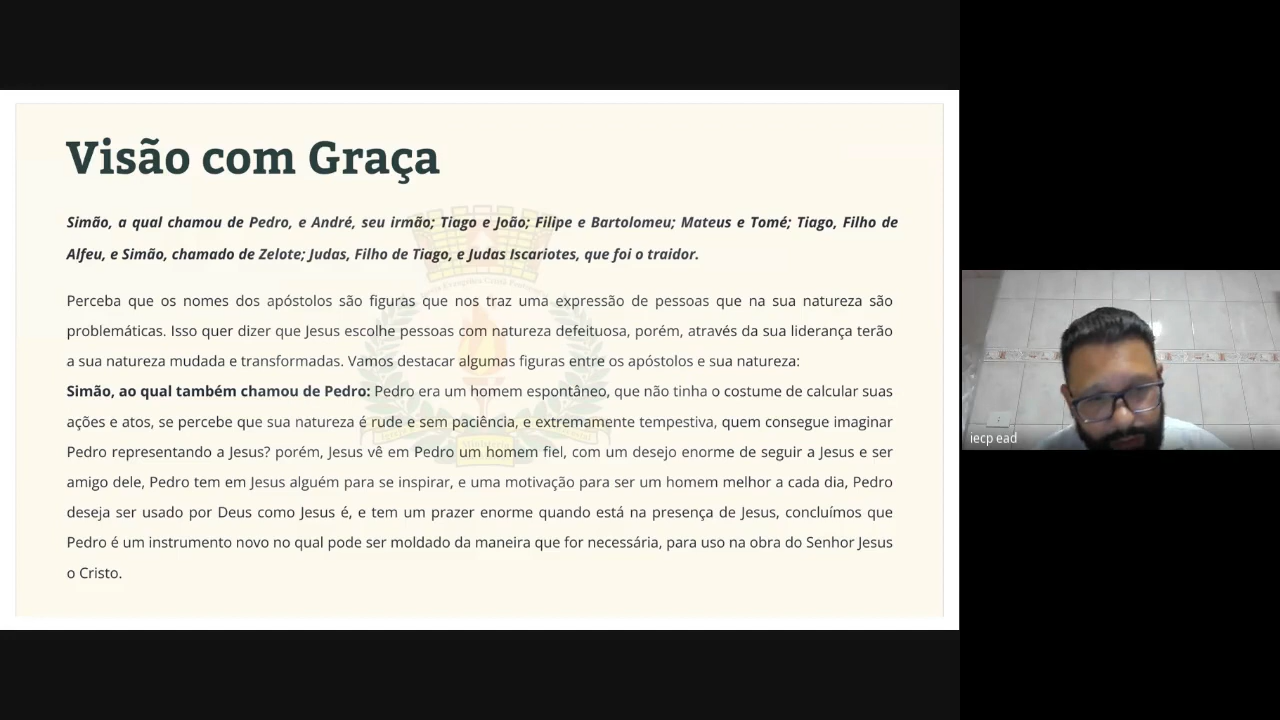 Visão com Graça
Simão, a qual chamou de Pedro, e André, seu irmão; Tiago e João; Filipe e Bartolomeu; Mateus e Tomé; Tiago, Filho de
Alfeu, e Simão, chamado de Zelote; Judas, Filho de Tiago, e Judas Iscariotes, que foi o traidor.
Perceba que os nomes dos apóstolos são figuras que nos traz uma expressão de pessoas que na sua natureza são
problemáticas. Isso quer dizer que Jesus escolhe pessoas com natureza defeituosa, porém, através da sua liderança terão
a sua natureza mudada e transformadas. Vamos destacar algumas figuras entre os apóstolos e sua natureza:
Simão, ao qual também chamou de Pedro: Pedro era um homem espontâneo, que não tinha o costume de calcular suas
ações e atos, se percebe que sua natureza é rude e sem paciência, e extremamente tempestiva, quem consegue imaginar
Pedro representando a Jesus? porém, Jesus vê em Pedro um homem fiel, com um desejo enorme de seguir a Jesus e ser
amigo dele, Pedro tem em Jesus alguém para se inspirar, e uma motivação para ser um homem melhor a cada dia, Pedro
deseja ser usado por Deus como Jesus é, e tem um prazer enorme quando está na presença de Jesus, concluímos que
Pedro é um instrumento novo no qual pode ser moldado da maneira que for necessária, para uso na obra do Senhor Jesus
o Cristo.
iecp ead